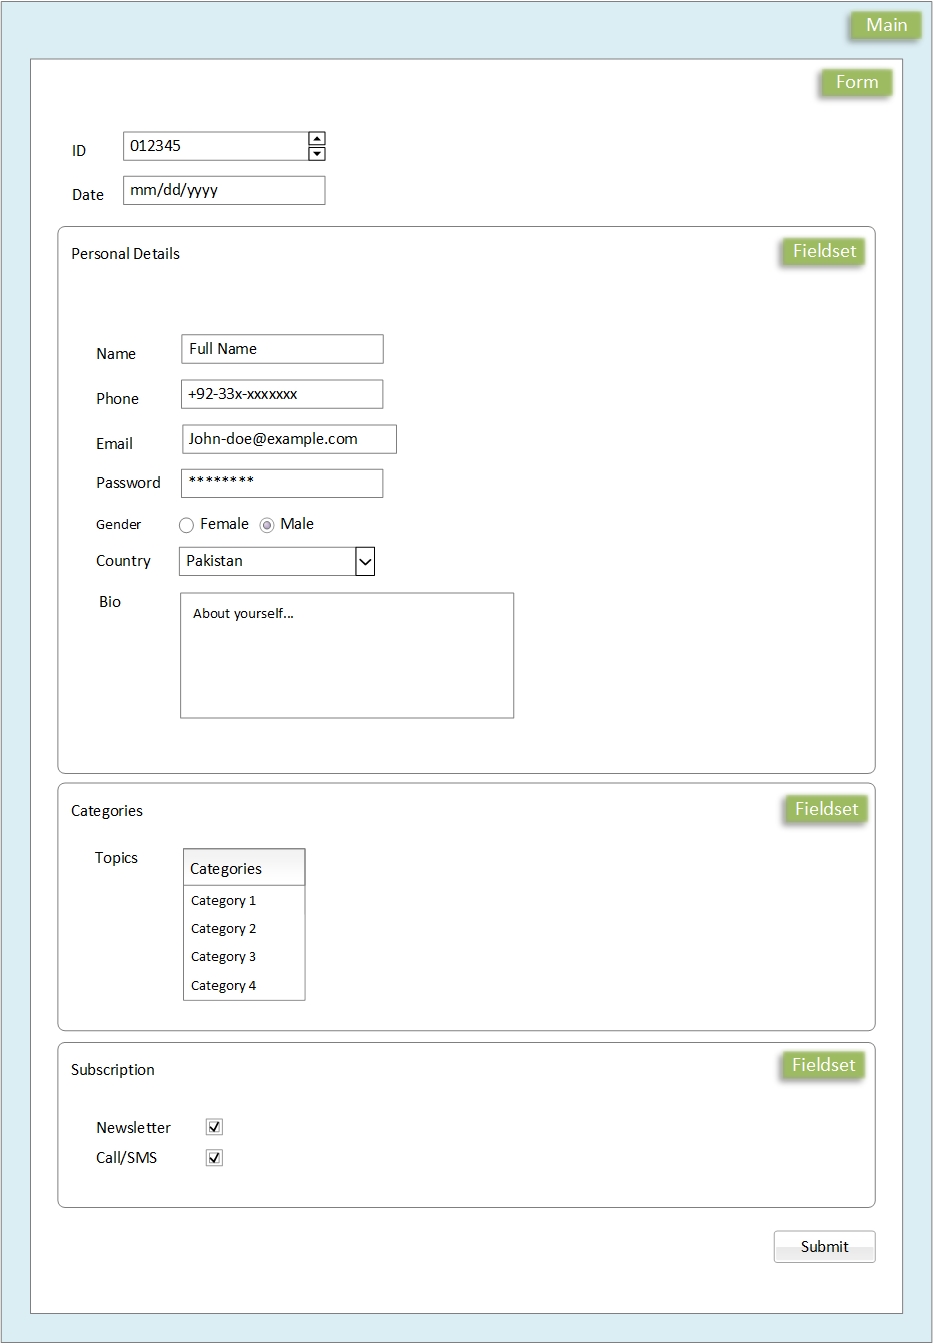 Main
Form
ID 012345
Date mm/dd/yyyy
Personal Details Fieldset
Name Full Name
Phone +92-33x-xxxxxxx
Email John-doe@example.com
Password ********
Gender Female Male
Country Pakistan
Bio About yourself...
Categories Fieldset
Topics Categories
Category 1
Category 2
Category 3
Category 4
Subscription Fieldset
Newsletter
Call/SMS
Submit